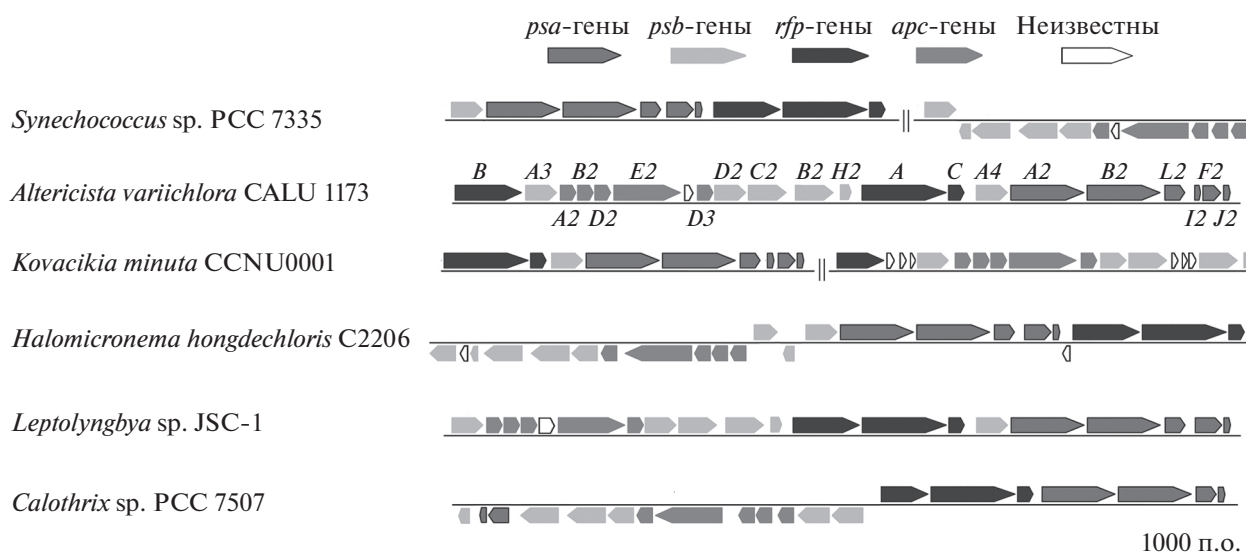 psa-гены psb-гены rfp-гены apc-гены Неизвестны
Synechococcus sp. PCC 7335
B A3 B2 E2 D2 C2 B2 H2 A C A4 A2 B2 L2 F2
Altericista variichlora CALU 1173
A2 D2 D3 I2 J2
Kovacikia minuta CCNU0001
Halomicronema hongdechloris C2206
Leptolyngbya sp. JSC-1
Calothrix sp. PCC 7507
1000 п.о.